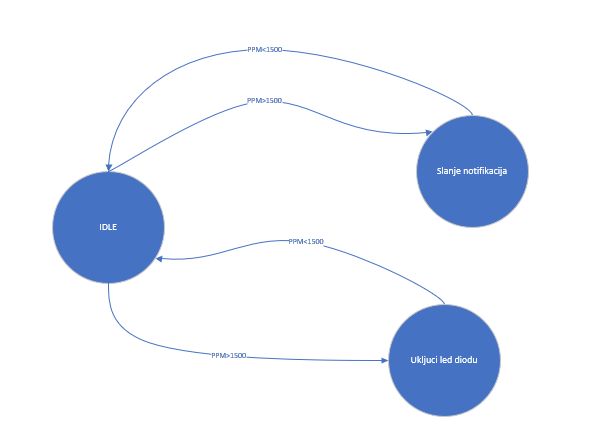 PPM<1500
PPM>1500
Slanje notifikacija
IDLE
PPM<1500
PPM>1500
Ukljuci led diodu